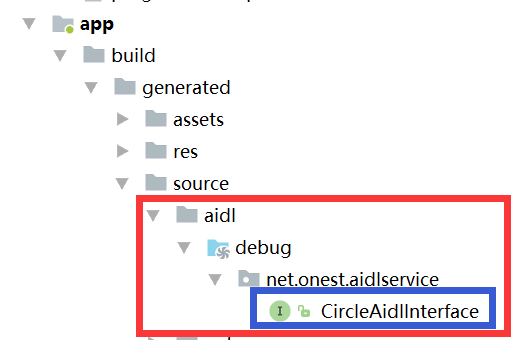 app
build
generated
assets
res
source
aidl
debug
net.onest.aidlservice
CircleAidlInterface